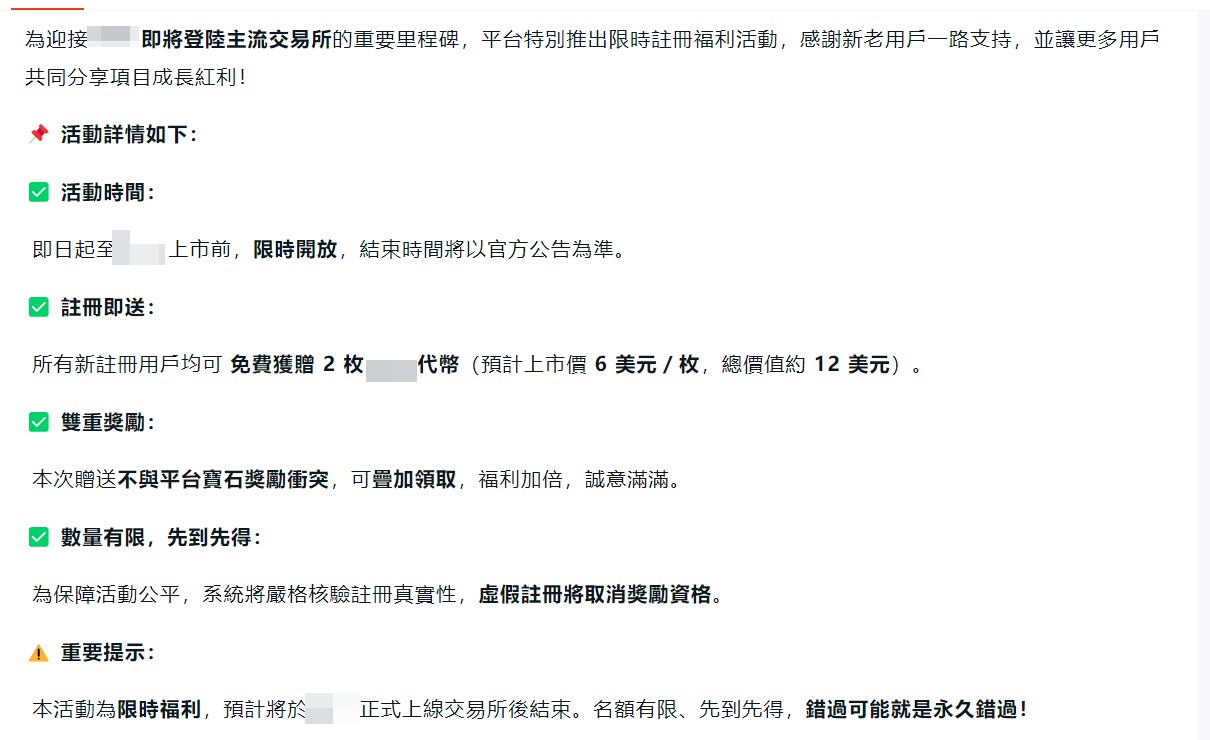 為迎接 即將登陸主流交易所的重要里程碑，平台特別推出限時註冊福利活動，感謝新老用戶一路支持，並讓更多用戶
共同分享項目成長紅利！
📌 活動詳情如下：
✅ 活動時間：
即日起至 上市前，限時開放，結束時間將以官方公告為準。
✅ 註冊即送：
所有新註冊用戶均可 免費獲贈 2 枚 代幣（預計上市價 6 美元 / 枚，總價值約 12 美元）。
✅ 雙重獎勵：
本次贈送不與平台寶石獎勵衝突，可疊加領取，福利加倍，誠意滿滿。
✅ 數量有限，先到先得：
為保障活動公平，系統將嚴格核驗註冊真實性，虛假註冊將取消獎勵資格。
⚠️ 重要提示：
本活動為限時福利，預計將於 正式上線交易所後結束。名額有限、先到先得，錯過可能就是永久錯過！